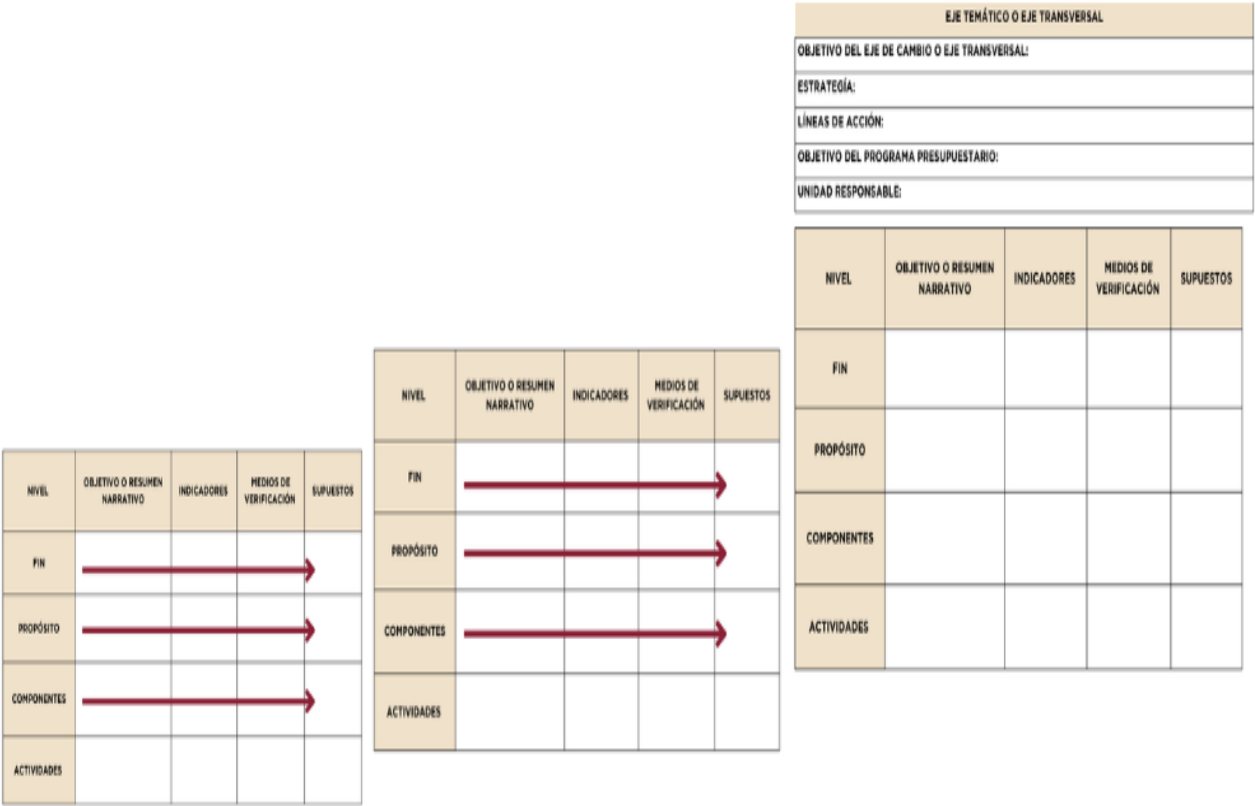 EJE TEMÁTICO O EJE TRANSVERSAL
OBJETIVO DEL EJE DE CAMBIO O EJE TRANSVERSAL:
ESTRATEGÍA:
LÍNEAS DE ACCIÓN:
OBJETIVO DEL PROGRAMA PRESUPUESTARIO:
UNIDAD RESPONSABLE:
NIVEL
OBJETIVO O RESUMEN
NARRATIVO
INDICADORES
MEDIOS DE
VERIFICACIÓN
SUPUESTOS
FIN
PROPÓSITO
COMPONENTES
ACTIVIDADES
NIVEL
OBJETIVO O RESUMEN
NARRATIVO
INDICADORES
MEDIOS DE
VERIFICACIÓN
SUPUESTOS
FIN
PROPÓSITO
COMPONENTES
ACTIVIDADES
NIVEL
OBJETIVO O RESUMEN
NARRATIVO
INDICADORES
MEDIOS DE
VERIFICACIÓN
SUPUESTOS
FIN
PROPÓSITO
COMPONENTES
ACTIVIDADES